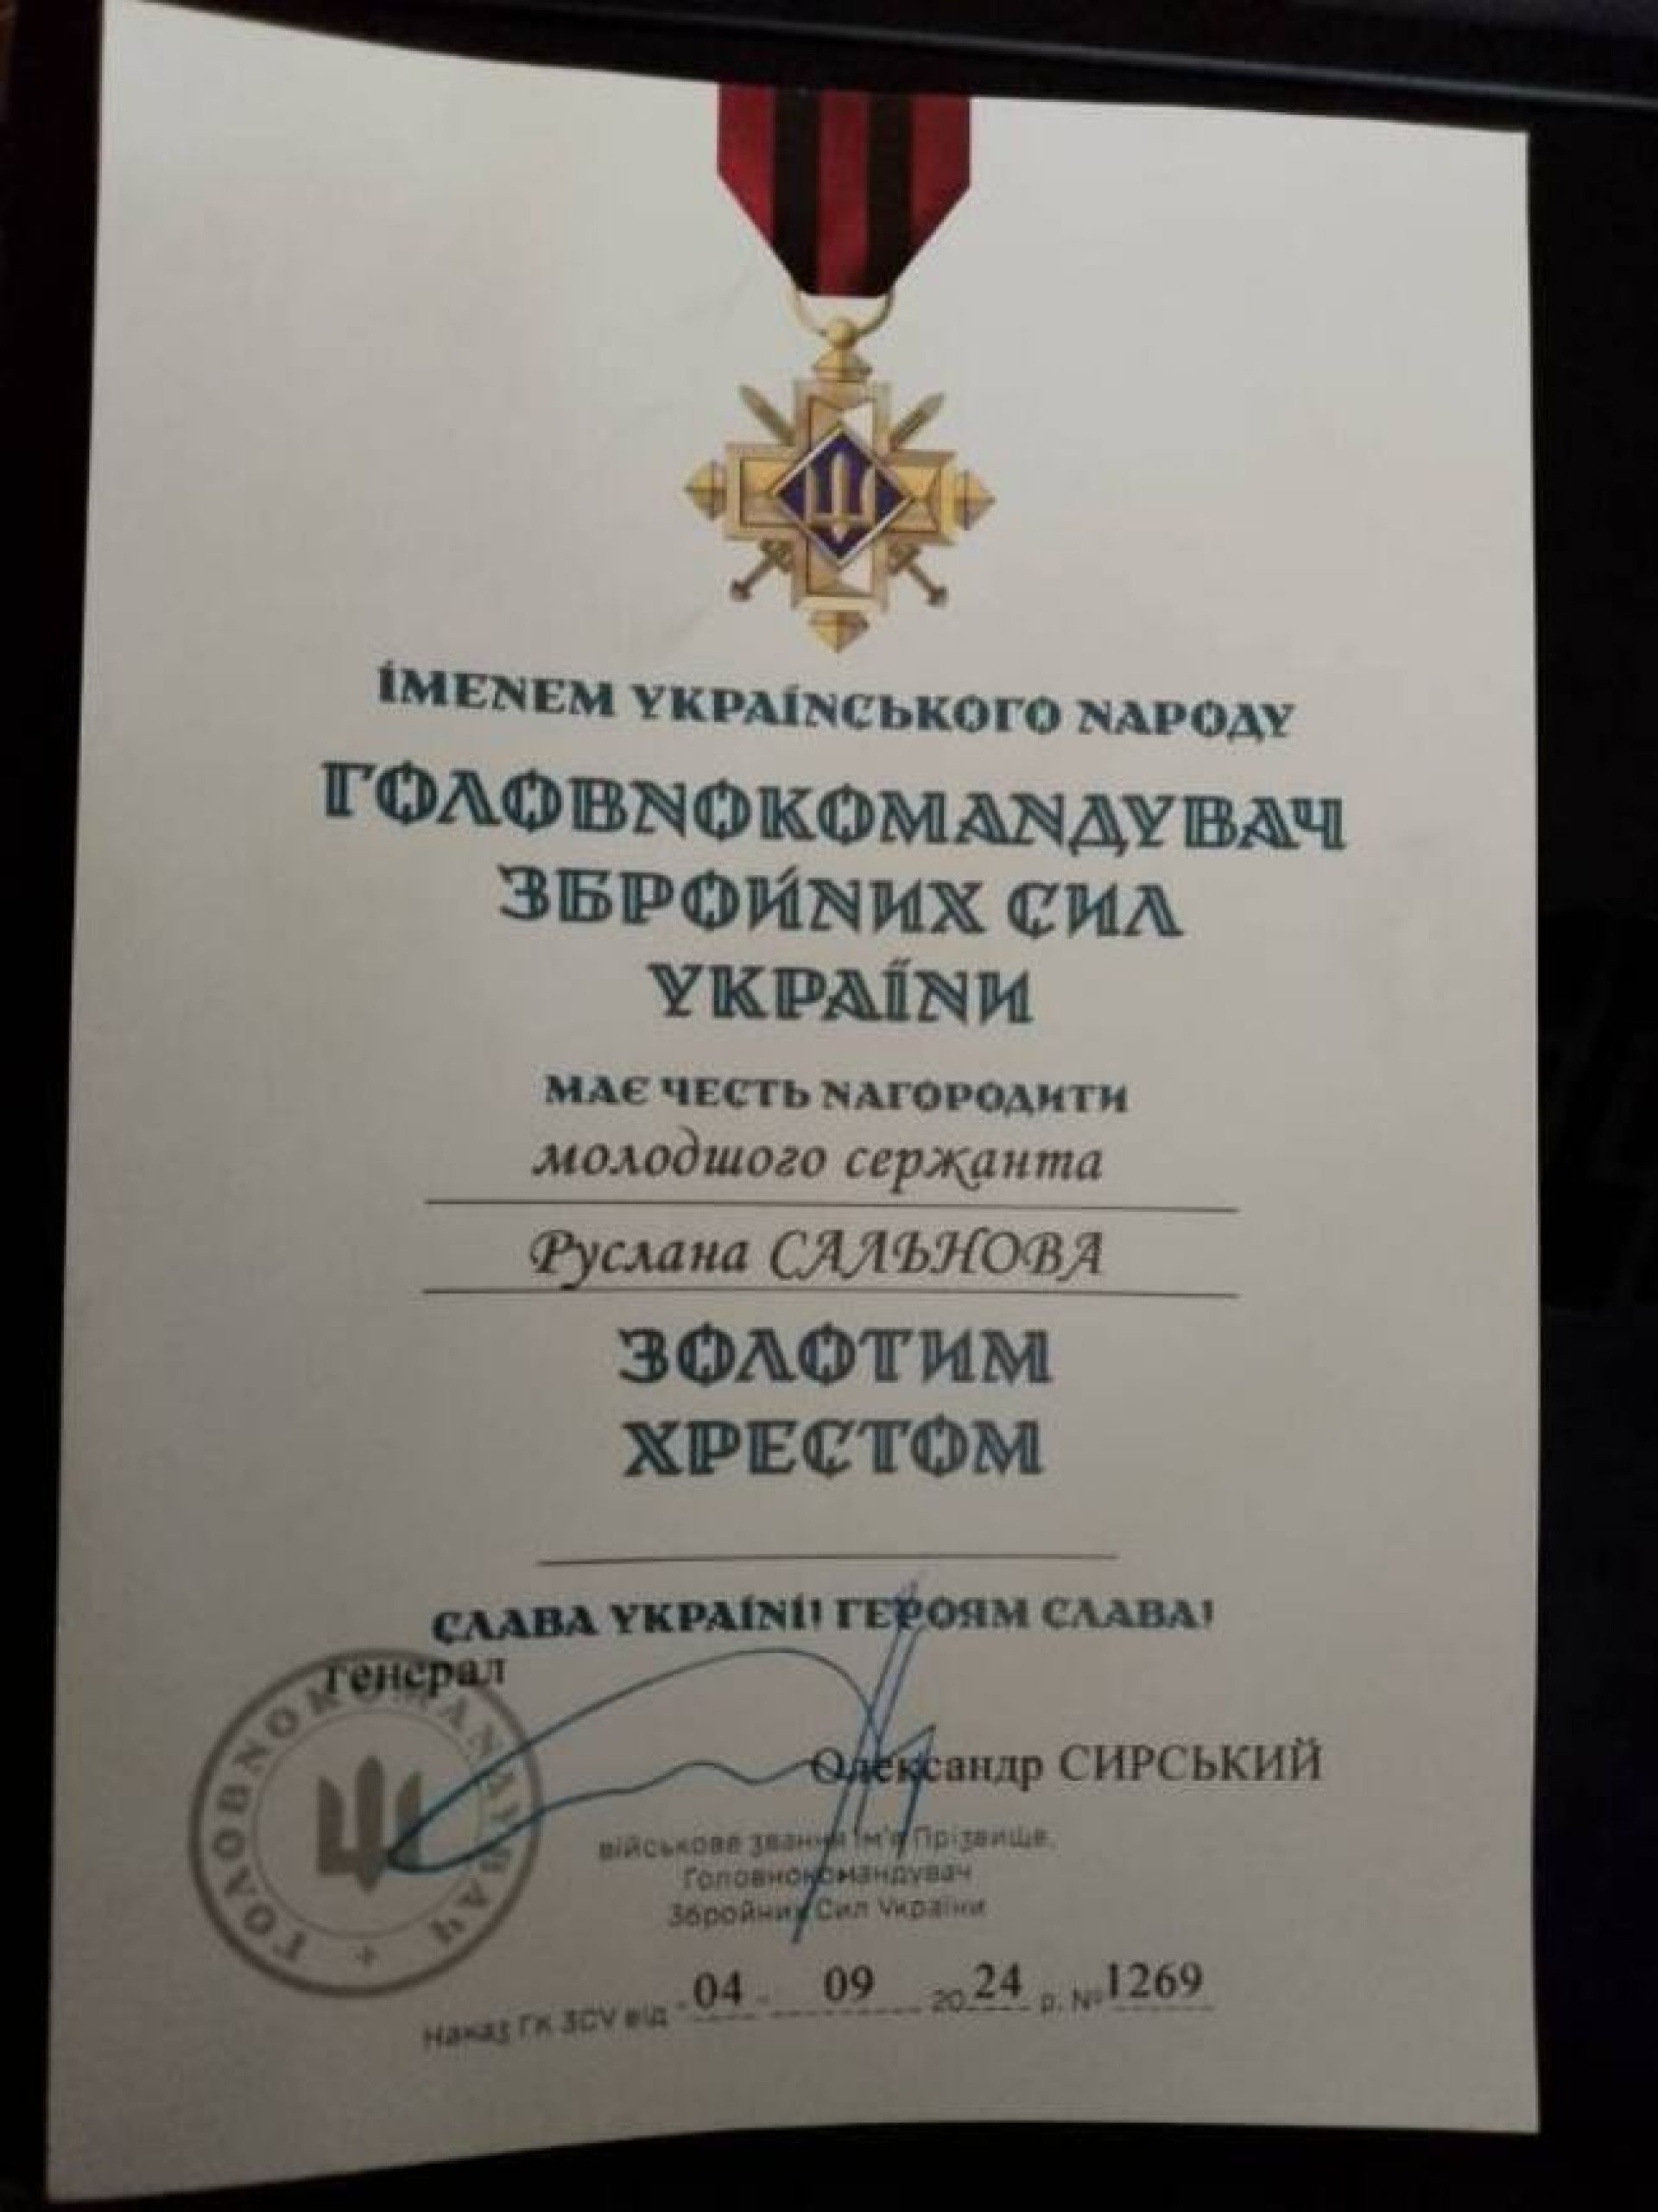 ІМЕНЕМ УКРАЇНСЬКОГО НАРОДУ
ГОЛОВНОКОМАНДУВАЧ
ЗБРОЙНИХ СИЛ
УКРАЇНИ
МАЄ ЧЕСТЬ НАГОРОДИТИ
молодшого сержанта
Руслана САЛЬНОВА
ЗОЛОТИМ
ХРЕСТОМ
СЛАВА УКРАЇНІ! ГЕРОЯМ СЛАВА!
Генерал
ГОЛОВНОКОМАНДУВАЧ
Олександр СИРСЬКИЙ
військове звання Ім'я Прізвище,
Головнокомандувач
Збройних Сил України
Наказ ГК ЗСУ від "04" 09 2024 р. № 1269